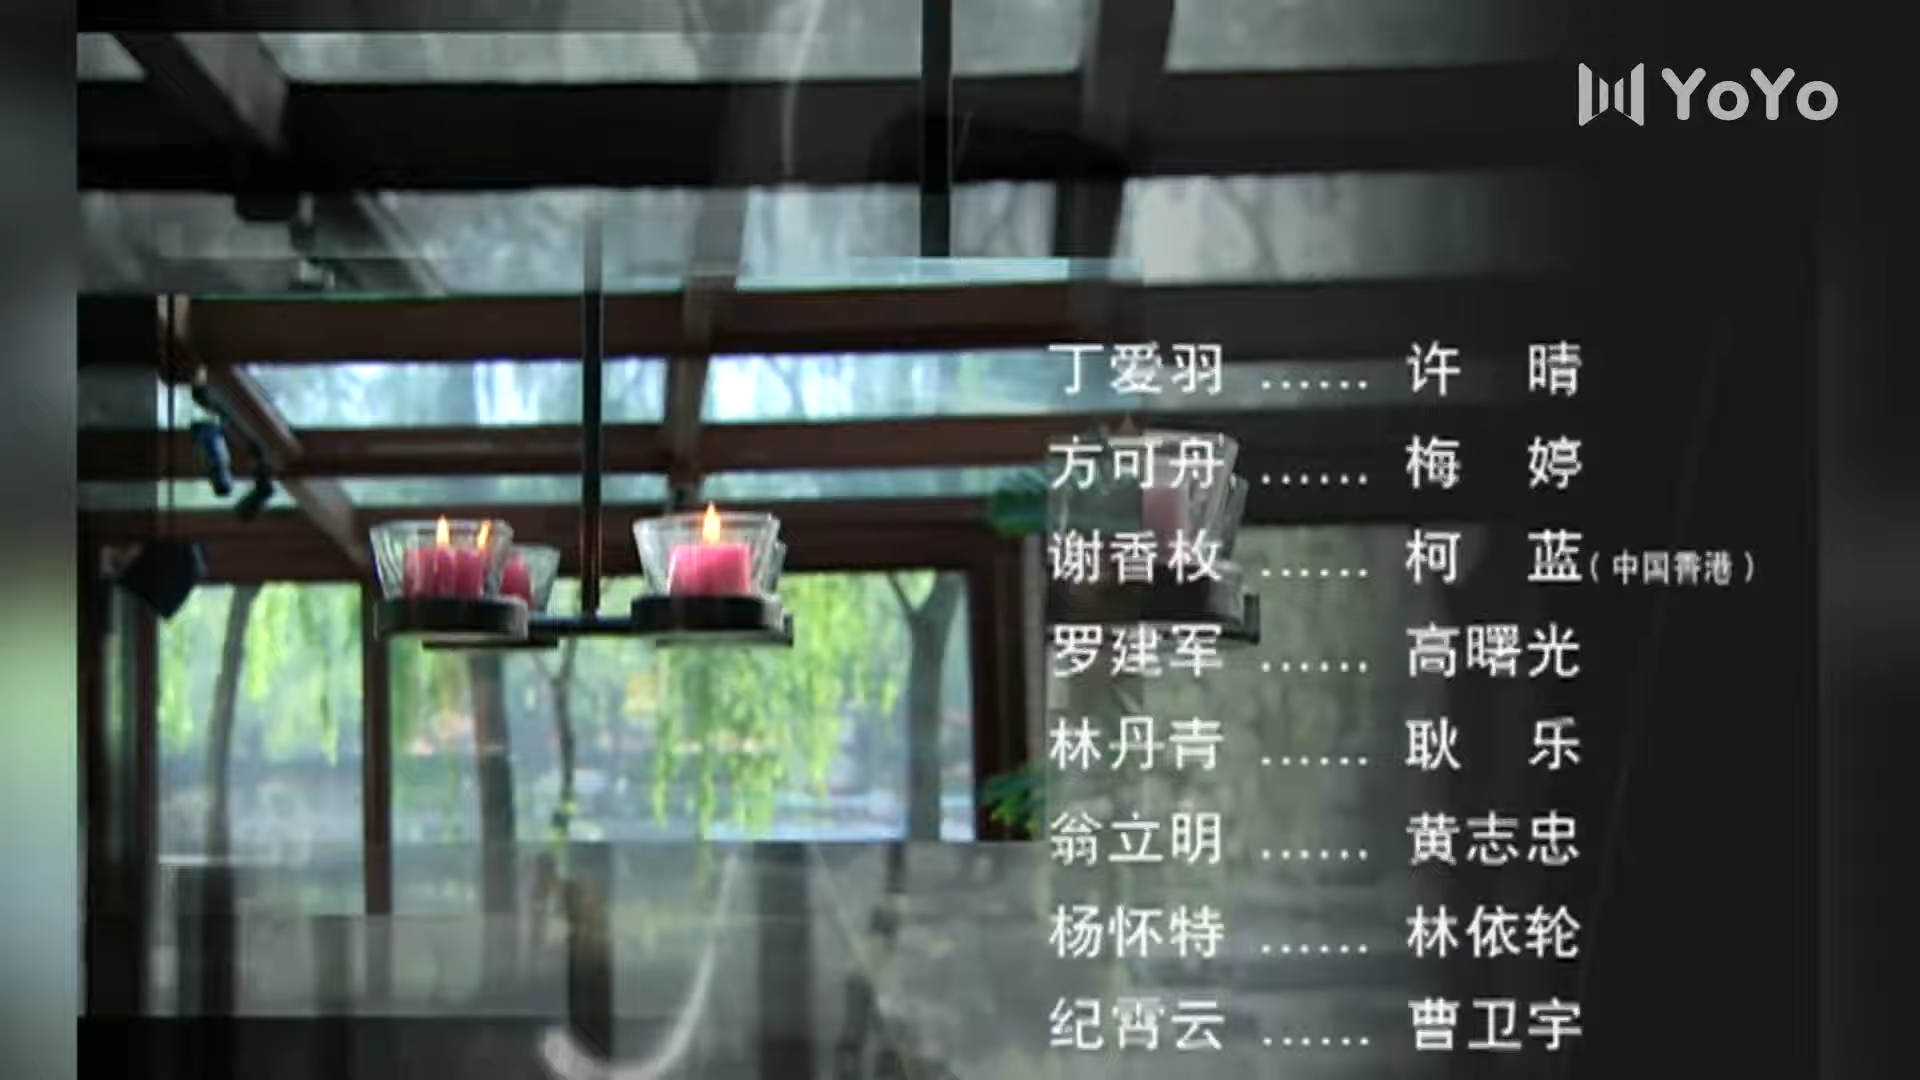 YoYo
丁爱羽 ...... 许 晴
方可舟 ...... 梅 婷
谢香枚 ...... 柯 蓝(中国香港)
罗建军 ...... 高曙光
林丹青 ...... 耿 乐
翁立明 ...... 黄志忠
杨怀特 ...... 林依轮
纪霄云 ...... 曹卫宇